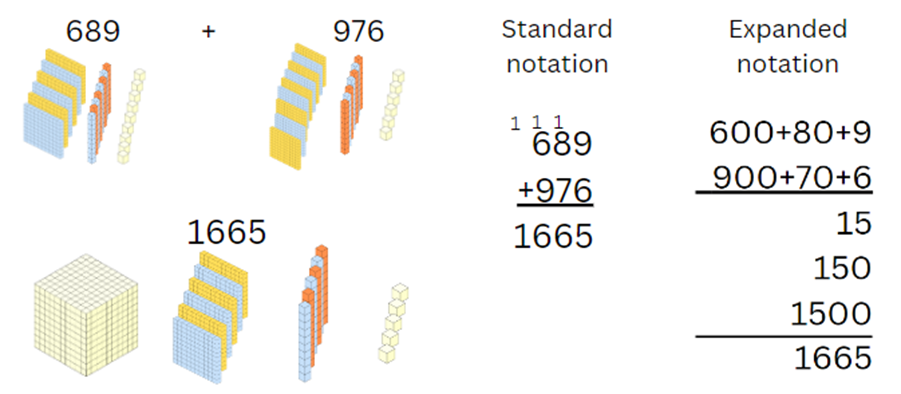 689 + 976
1665
Standard
notation
1 1 1
689
+976
1665
Expanded
notation
600+80+9
900+70+6
15
150
1500
1665